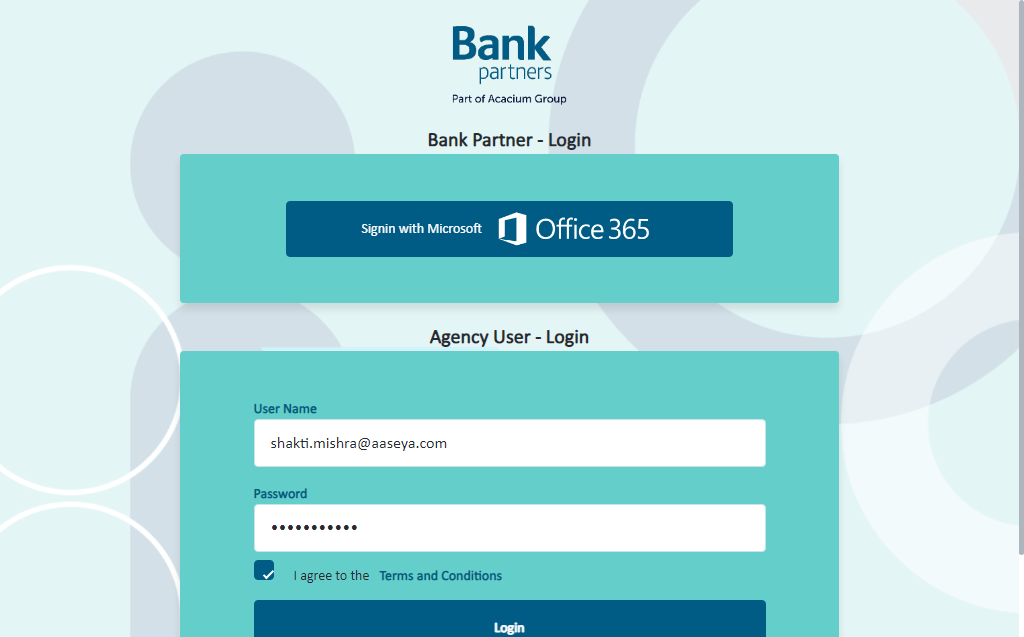 Bank
partners
Part of Acacium Group
Bank Partner - Login
Signin with Microsoft Office 365
Agency User - Login
User Name
shakti.mishra@aaseya.com
Password
•••••••••••
I agree to the Terms and Conditions
Login